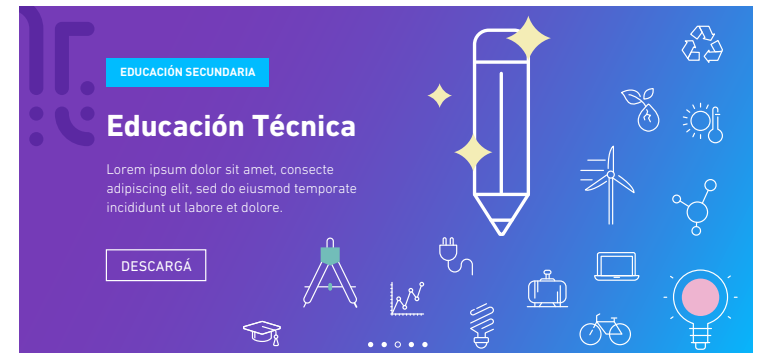 EDUCACIÓN SECUNDARIA
Educación Técnica
Lorem ipsum dolor sit amet, consecte
adipiscing elit, sed do eiusmod temporate
incididunt ut labore et dolore.
DESCARGÁ